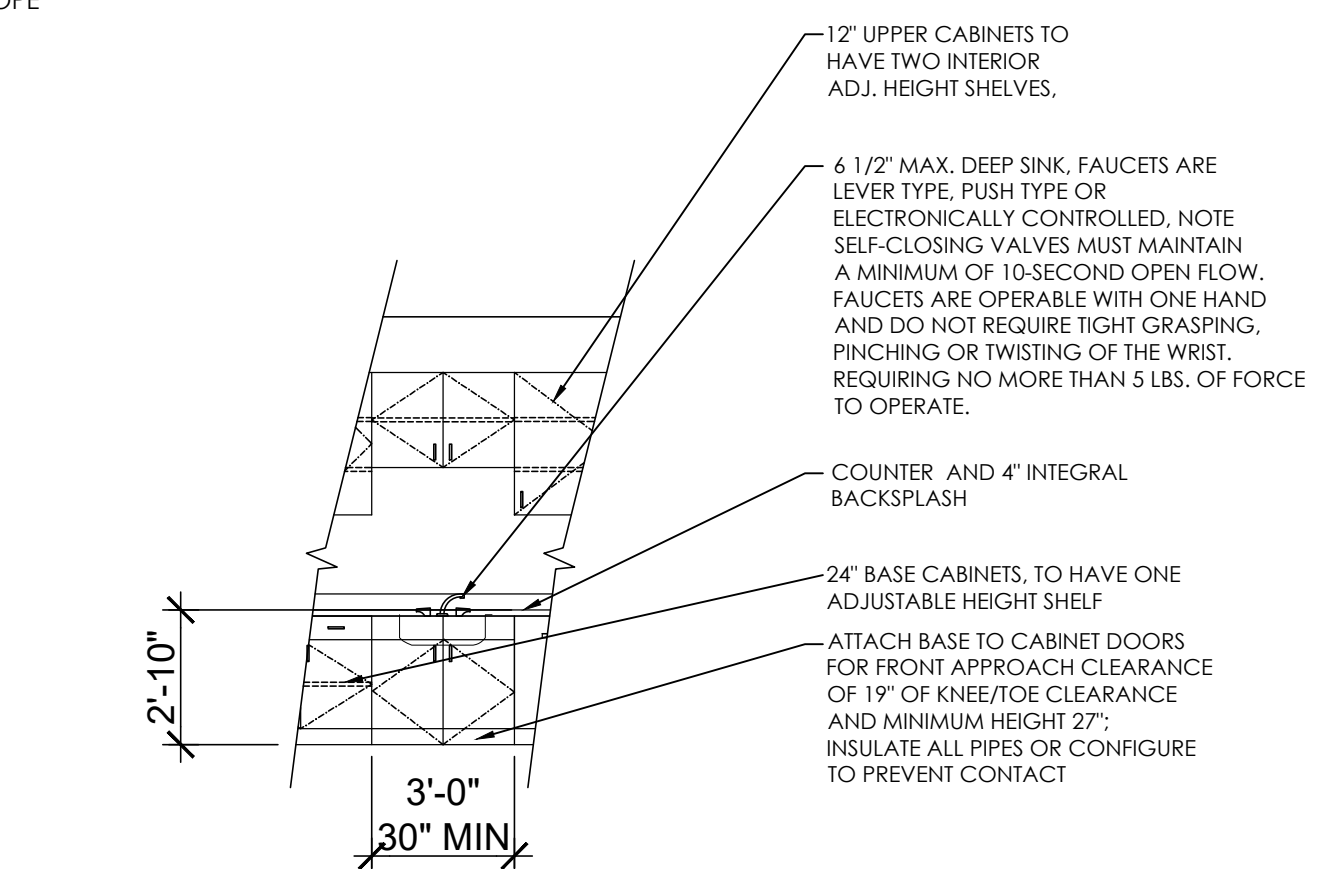 12" UPPER CABINETS TO
HAVE TWO INTERIOR
ADJ. HEIGHT SHELVES,
6 1/2" MAX. DEEP SINK, FAUCETS ARE
LEVER TYPE, PUSH TYPE OR
ELECTRONICALLY CONTROLLED, NOTE
SELF-CLOSING VALVES MUST MAINTAIN
A MINIMUM OF 10-SECOND OPEN FLOW.
FAUCETS ARE OPERABLE WITH ONE HAND
AND DO NOT REQUIRE TIGHT GRASPING,
PINCHING OR TWISTING OF THE WRIST.
REQUIRING NO MORE THAN 5 LBS. OF FORCE
TO OPERATE.
COUNTER AND 4" INTEGRAL
BACKSPLASH
24" BASE CABINETS, TO HAVE ONE
ADJUSTABLE HEIGHT SHELF
ATTACH BASE TO CABINET DOORS
FOR FRONT APPROACH CLEARANCE
OF 19" OF KNEE/TOE CLEARANCE
AND MINIMUM HEIGHT 27";
INSULATE ALL PIPES OR CONFIGURE
TO PREVENT CONTACT
2'-10"
3'-0"
30" MIN